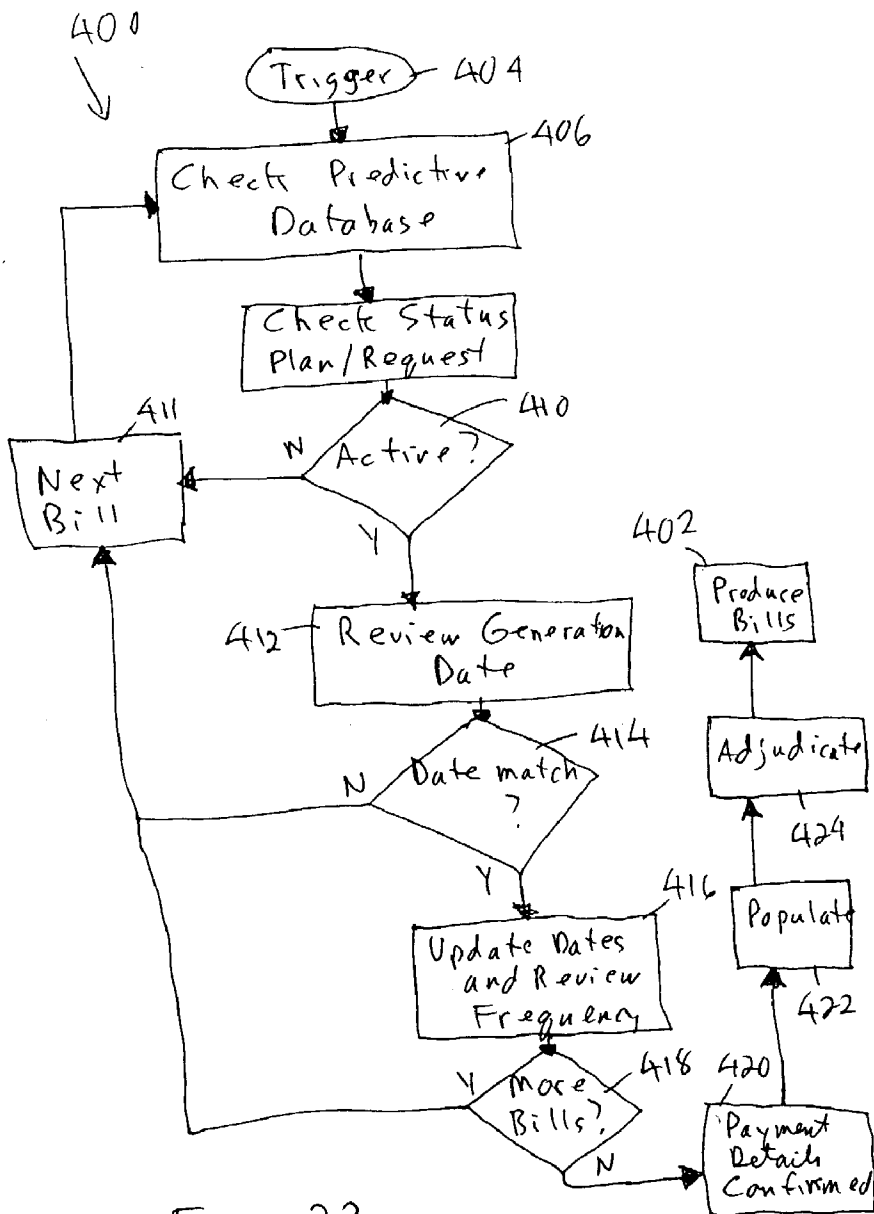 400
Trigger
404
406
Check Predictive
Database
Check Status
Plan/Request
411
Next
Bill
410
Active?
N
Y
412
Review Generation
Date
402
Produce
Bills
414
Date match
?
N
Y
Adjudicate
424
416
Update Dates
and Review
Frequency
Populate
422
418
More
Bills?
Y
N
420
Payment
Details
Confirmed